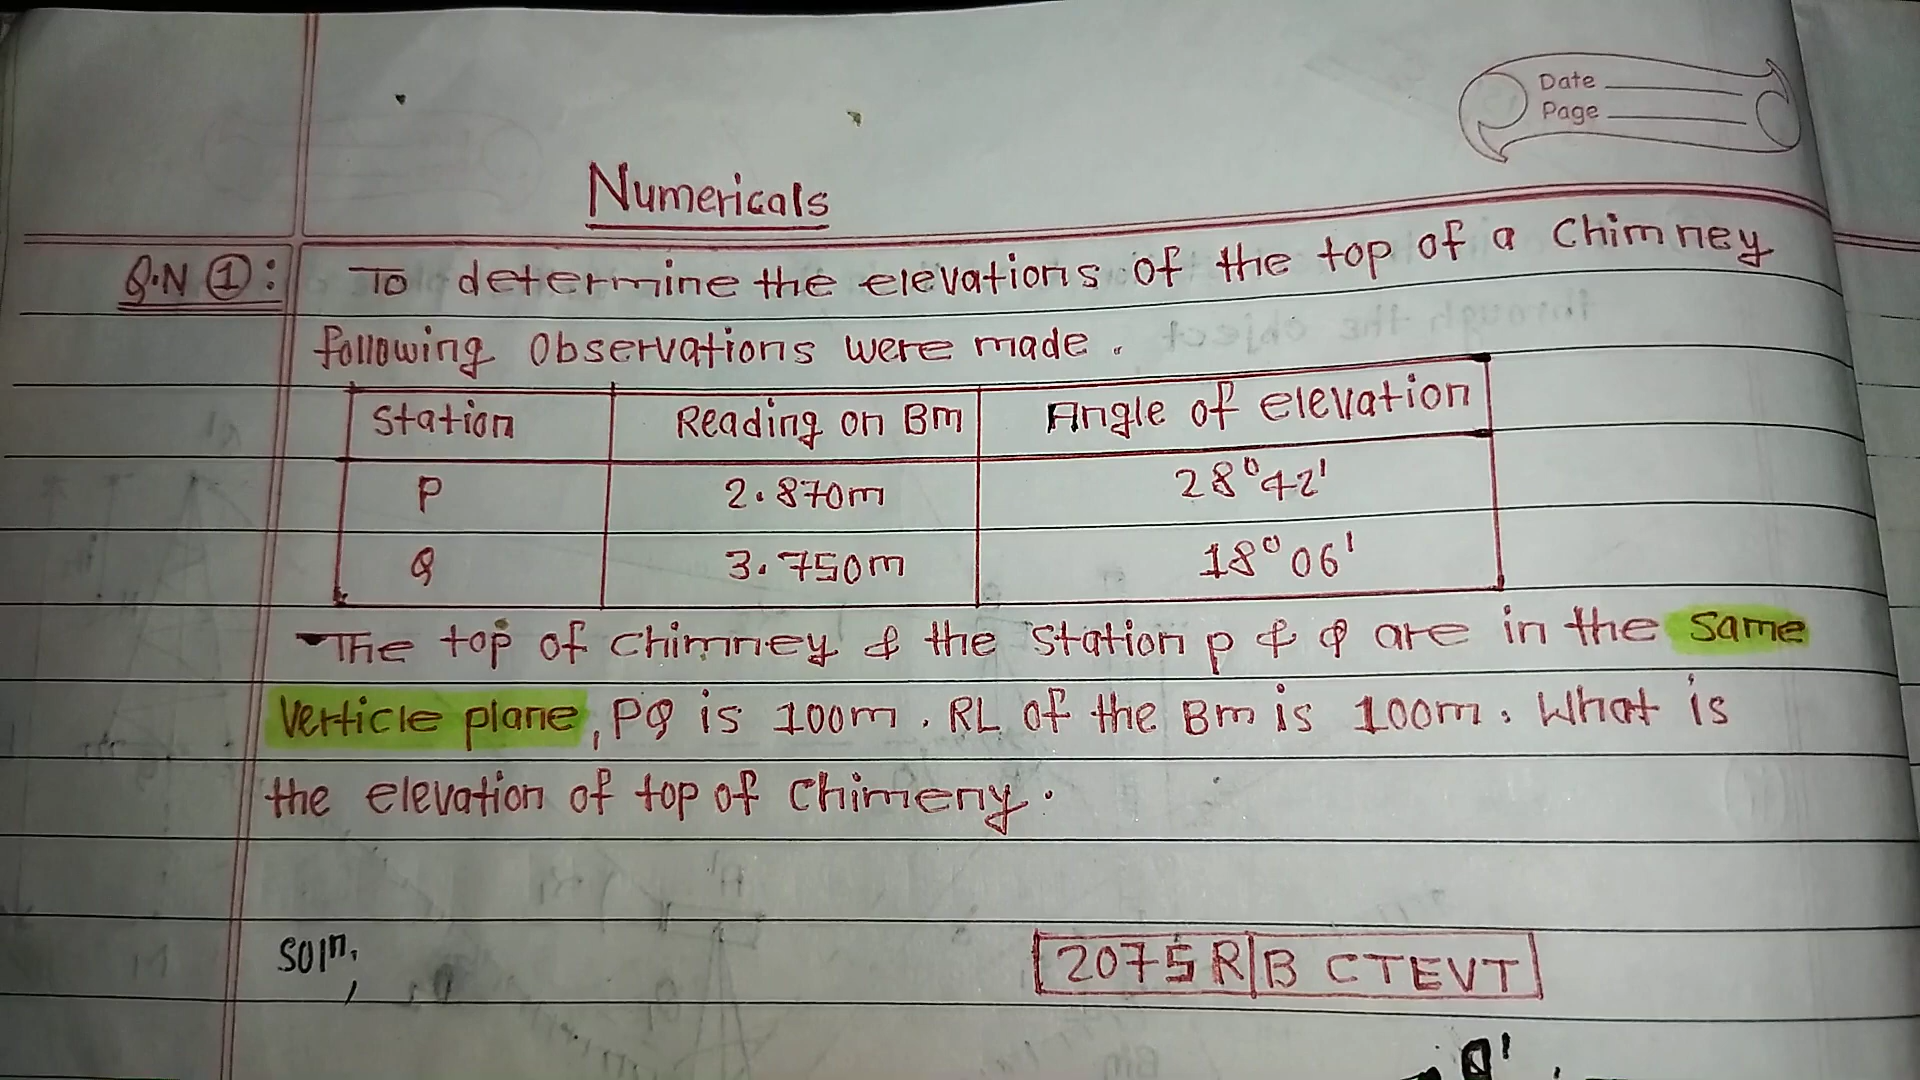 Date
Page
Numericals
Q.N ①: To determine the elevations of the top of a chimney
following observations were made.
Station Reading on Bm Angle of elevation
P 2.870m 28°42'
Q 3.750m 18°06'
The top of chimney & the station p & q are in the same
verticle plane, PQ is 100m. RL of the Bm is 100m. What is
the elevation of top of chimeny.
soln;
2075 R/B CTEVT
Q'